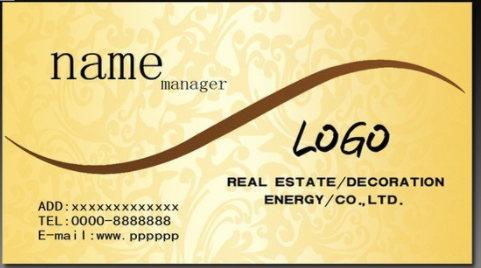 name
manager
LOGO
REAL ESTATE/DECORATION
ENERGY/CO.,LTD.
ADD:xxxxxxxxxxxxx
TEL:0000-8888888
E-mail:www.pppppp